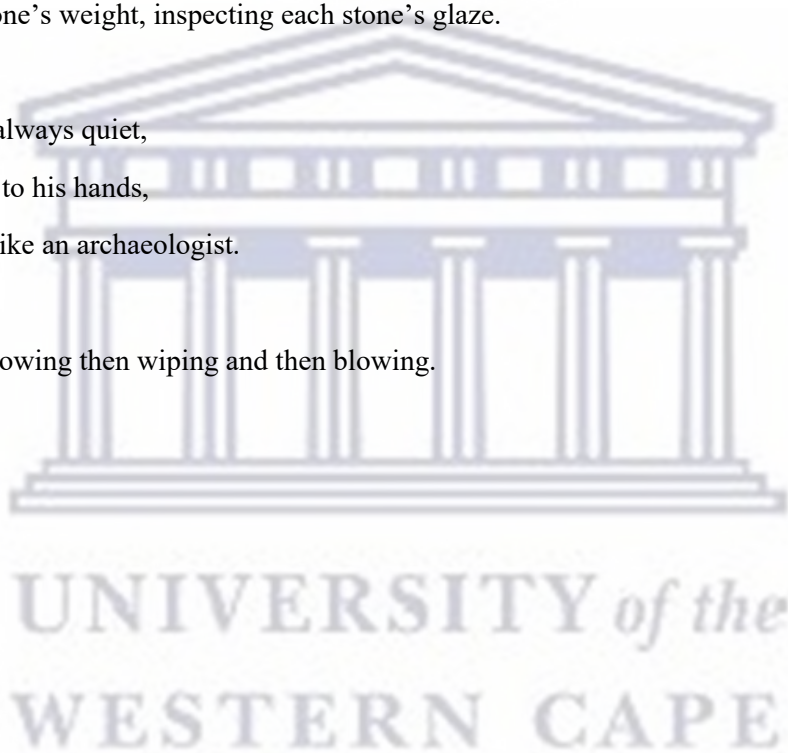 one’s weight, inspecting each stone’s glaze.
always quiet,
to his hands,
like an archaeologist.
owing then wiping and then blowing.
UNIVERSITY of the
WESTERN CAPE